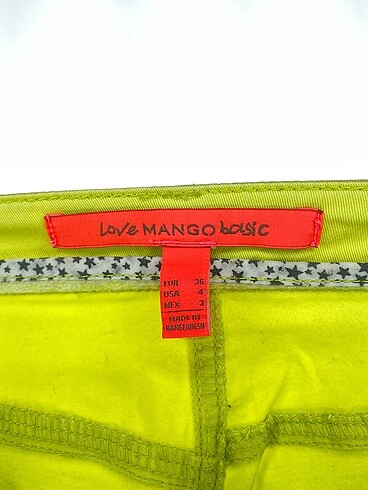 Love MANGO basic
EUR 36
USA 4
MEX 3
MADE IN
BANGLADESH